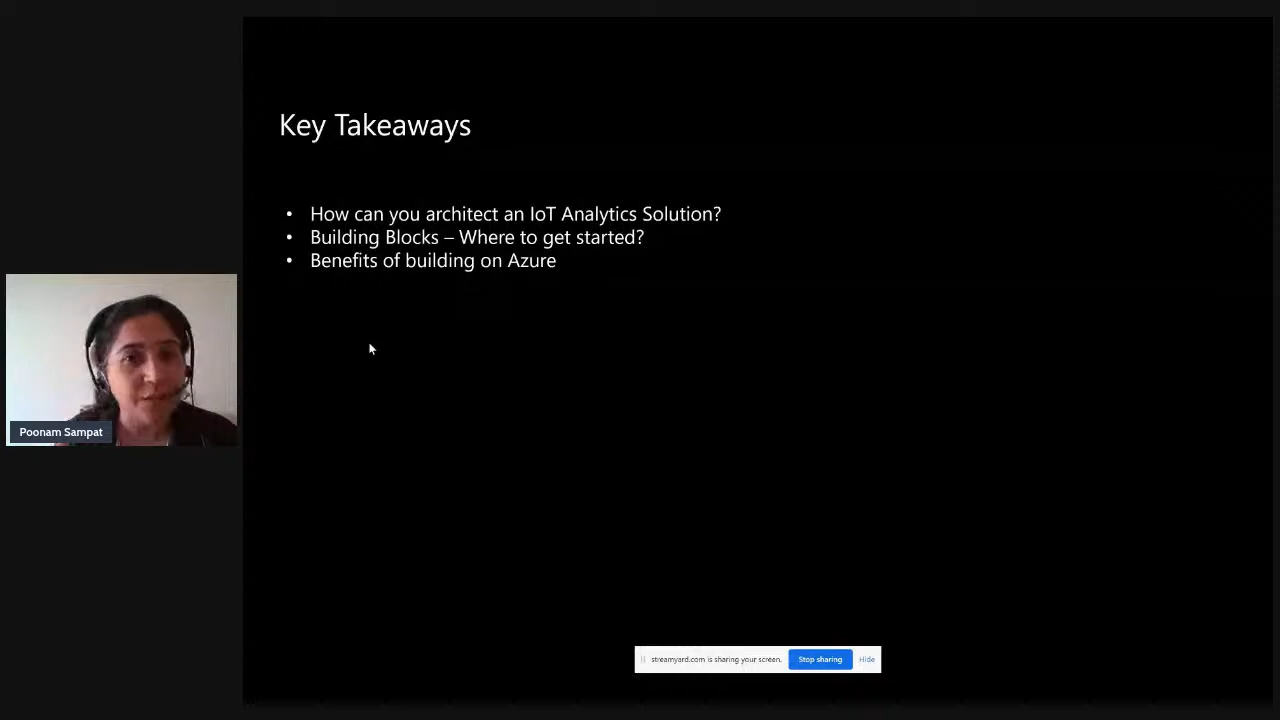 Key Takeaways
• How can you architect an IoT Analytics Solution?
• Building Blocks – Where to get started?
• Benefits of building on Azure
Poonam Sampat
streamyard.com is sharing your screen. Stop sharing Hide